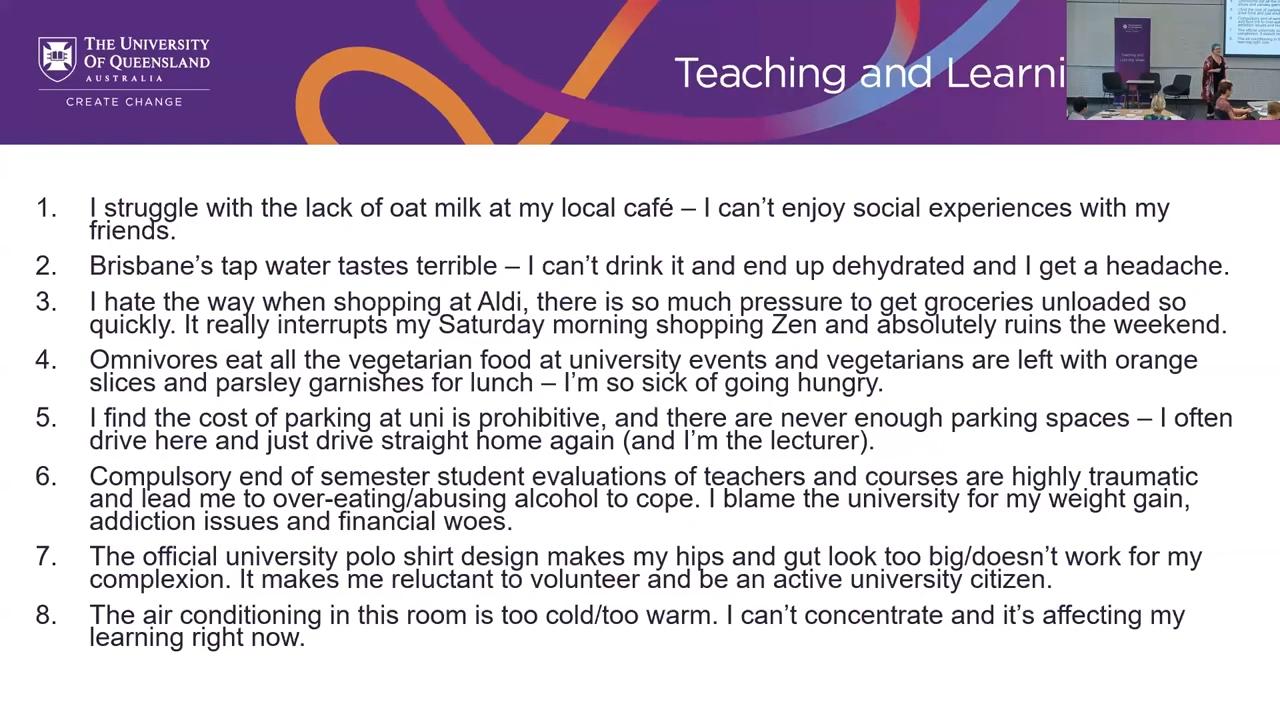 THE UNIVERSITY
OF QUEENSLAND
AUSTRALIA
CREATE CHANGE
Teaching and Learni
1. I struggle with the lack of oat milk at my local café – I can’t enjoy social experiences with my
friends.
2. Brisbane’s tap water tastes terrible – I can’t drink it and end up dehydrated and I get a headache.
3. I hate the way when shopping at Aldi, there is so much pressure to get groceries unloaded so
quickly. It really interrupts my Saturday morning shopping Zen and absolutely ruins the weekend.
4. Omnivores eat all the vegetarian food at university events and vegetarians are left with orange
slices and parsley garnishes for lunch – I’m so sick of going hungry.
5. I find the cost of parking at uni is prohibitive, and there are never enough parking spaces – I often
drive here and just drive straight home again (and I’m the lecturer).
6. Compulsory end of semester student evaluations of teachers and courses are highly traumatic
and lead me to over-eating/abusing alcohol to cope. I blame the university for my weight gain,
addiction issues and financial woes.
7. The official university polo shirt design makes my hips and gut look too big/doesn’t work for my
complexion. It makes me reluctant to volunteer and be an active university citizen.
8. The air conditioning in this room is too cold/too warm. I can’t concentrate and it’s affecting my
learning right now.